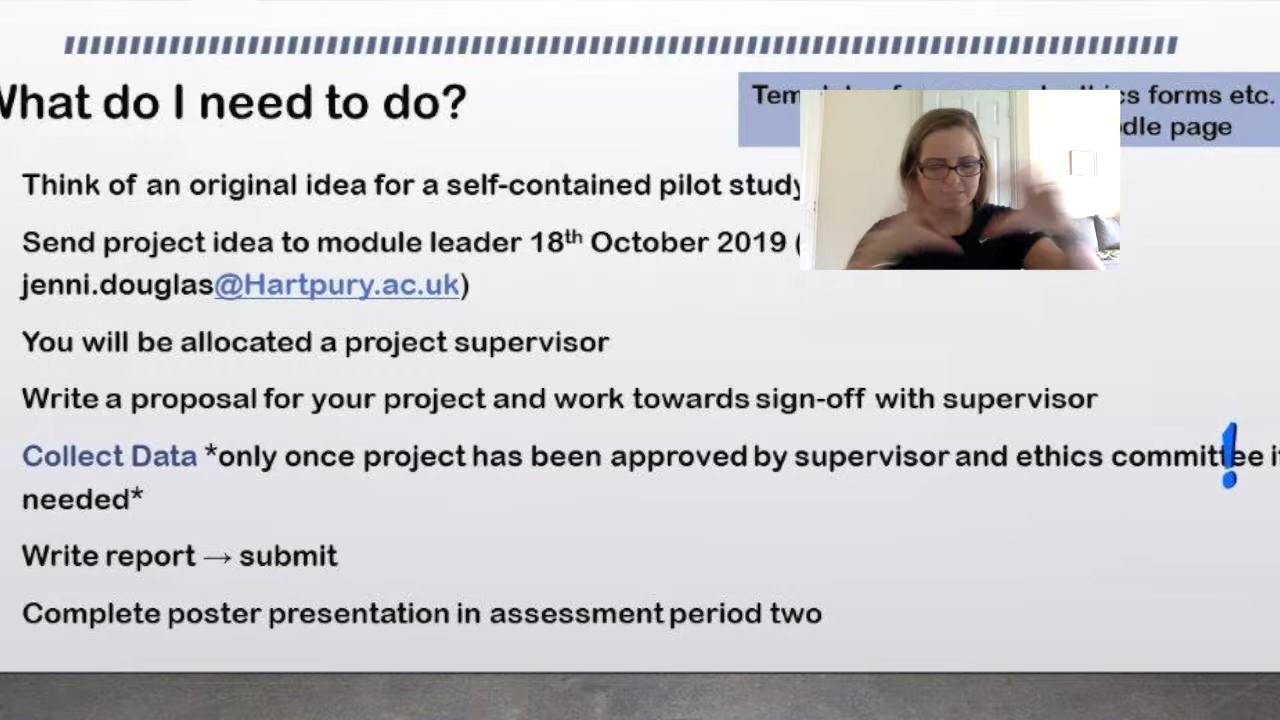 What do I need to do?
forms etc.
page
Think of an original idea for a self-contained pilot study
Send project idea to module leader 18th October 2019 (
jenni.douglas@Hartpury.ac.uk)
You will be allocated a project supervisor
Write a proposal for your project and work towards sign-off with supervisor
Collect Data *only once project has been approved by supervisor and ethics committee
needed*
Write report → submit
Complete poster presentation in assessment period two
!